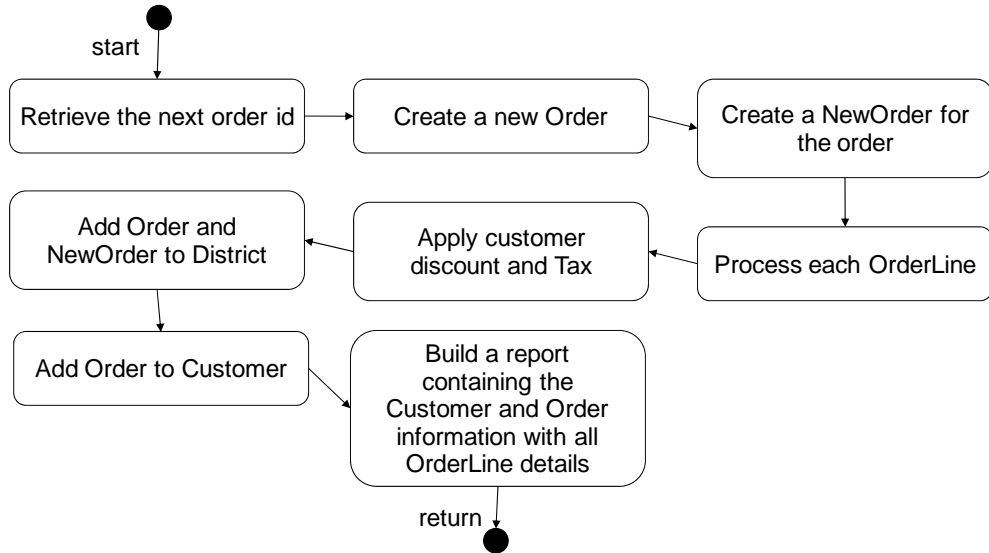 start
Retrieve the next order id
Create a new Order
Create a NewOrder for
the order
Add Order and
NewOrder to District
Apply customer
discount and Tax
Process each OrderLine
Add Order to Customer
Build a report
containing the
Customer and Order
information with all
OrderLine details
return